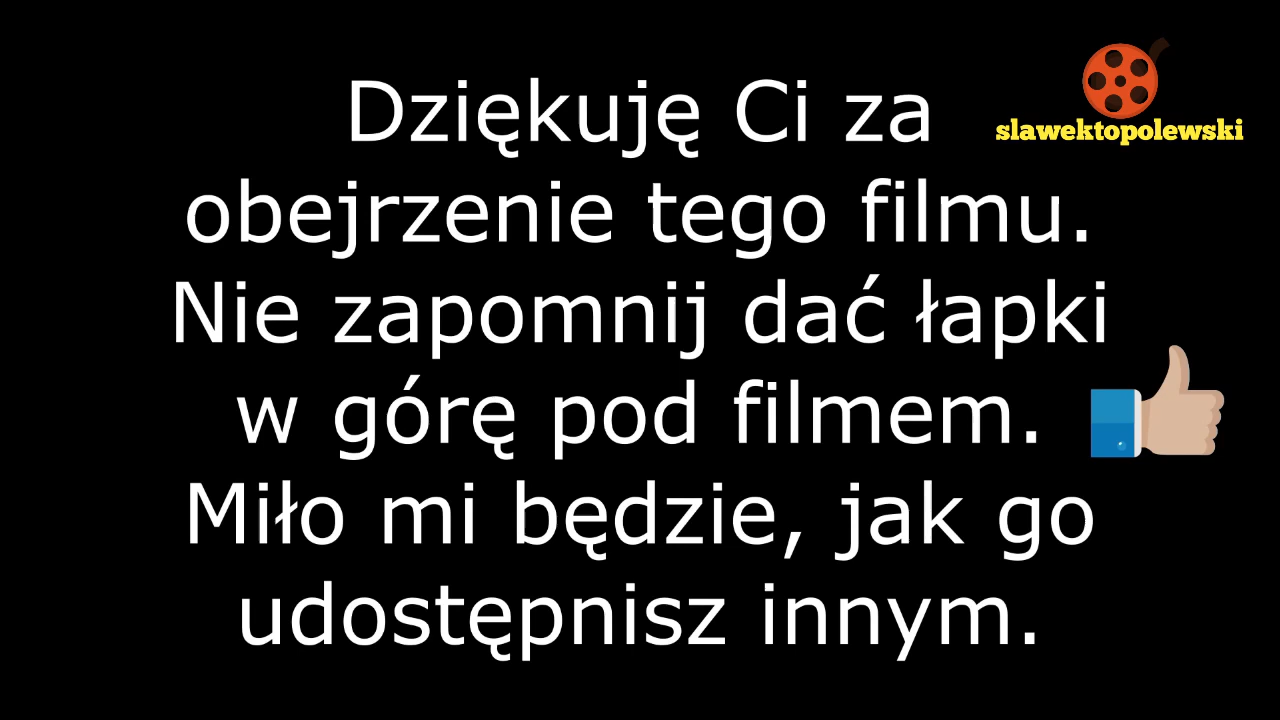 Dziękuję Ci za
slawektopolewski
obejrzenie tego filmu.
Nie zapomnij dać łapki
w górę pod filmem.
Miło mi będzie, jak go
udostępnisz innym.